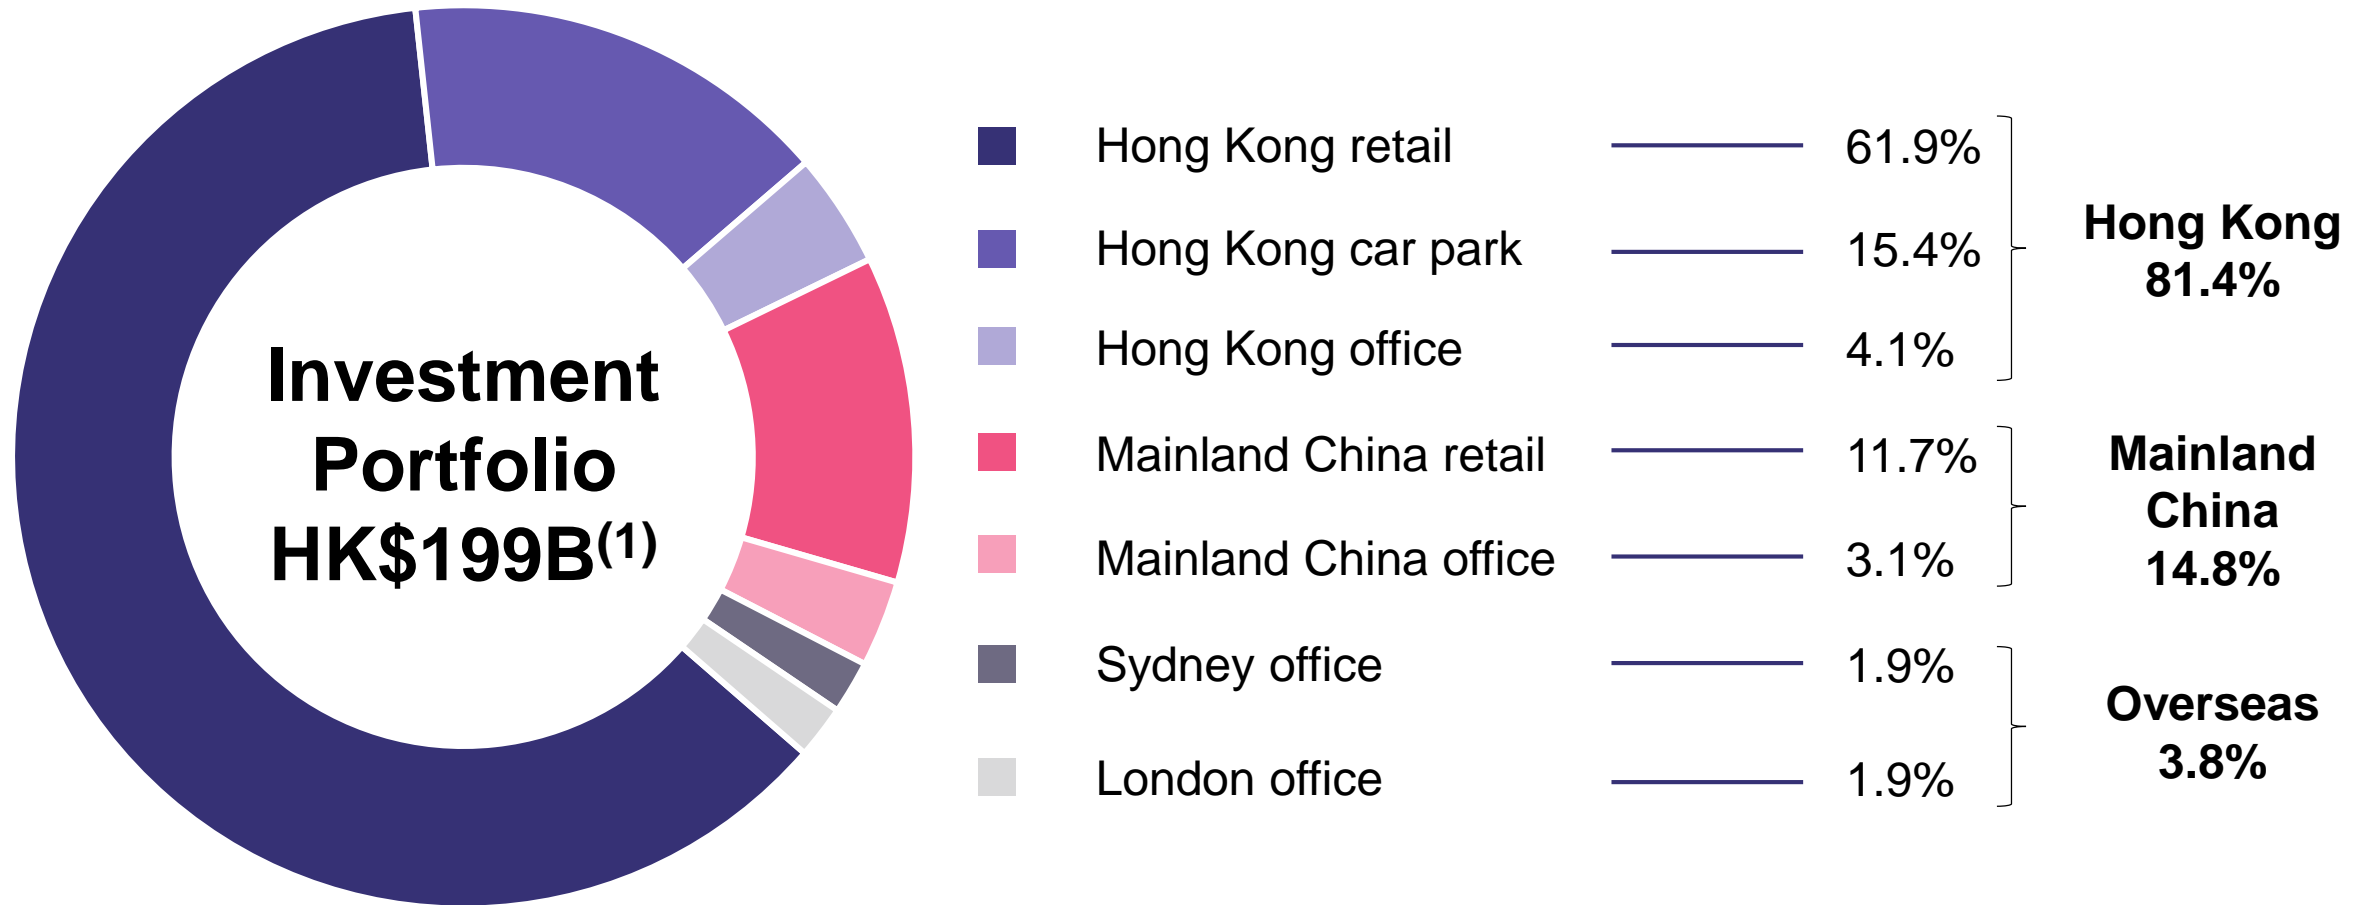 Investment
Portfolio
HK$199B(1)
Hong Kong retail 61.9%
Hong Kong car park 15.4%
Hong Kong office 4.1%
Hong Kong
81.4%
Mainland China retail 11.7%
Mainland China office 3.1%
Mainland
China
14.8%
Sydney office 1.9%
London office 1.9%
Overseas
3.8%